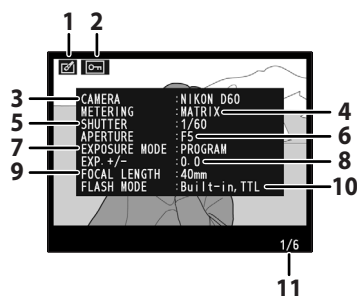 1 2
3 CAMERA :NIKON D60
METERING :MATRIX 4
5 SHUTTER :1/60
APERTURE :F5 6
7 EXPOSURE MODE :PROGRAM
EXP.+/- :0.0 8
9 FOCAL LENGTH :40mm
FLASH MODE :Built-in,TTL 10
1/6
11